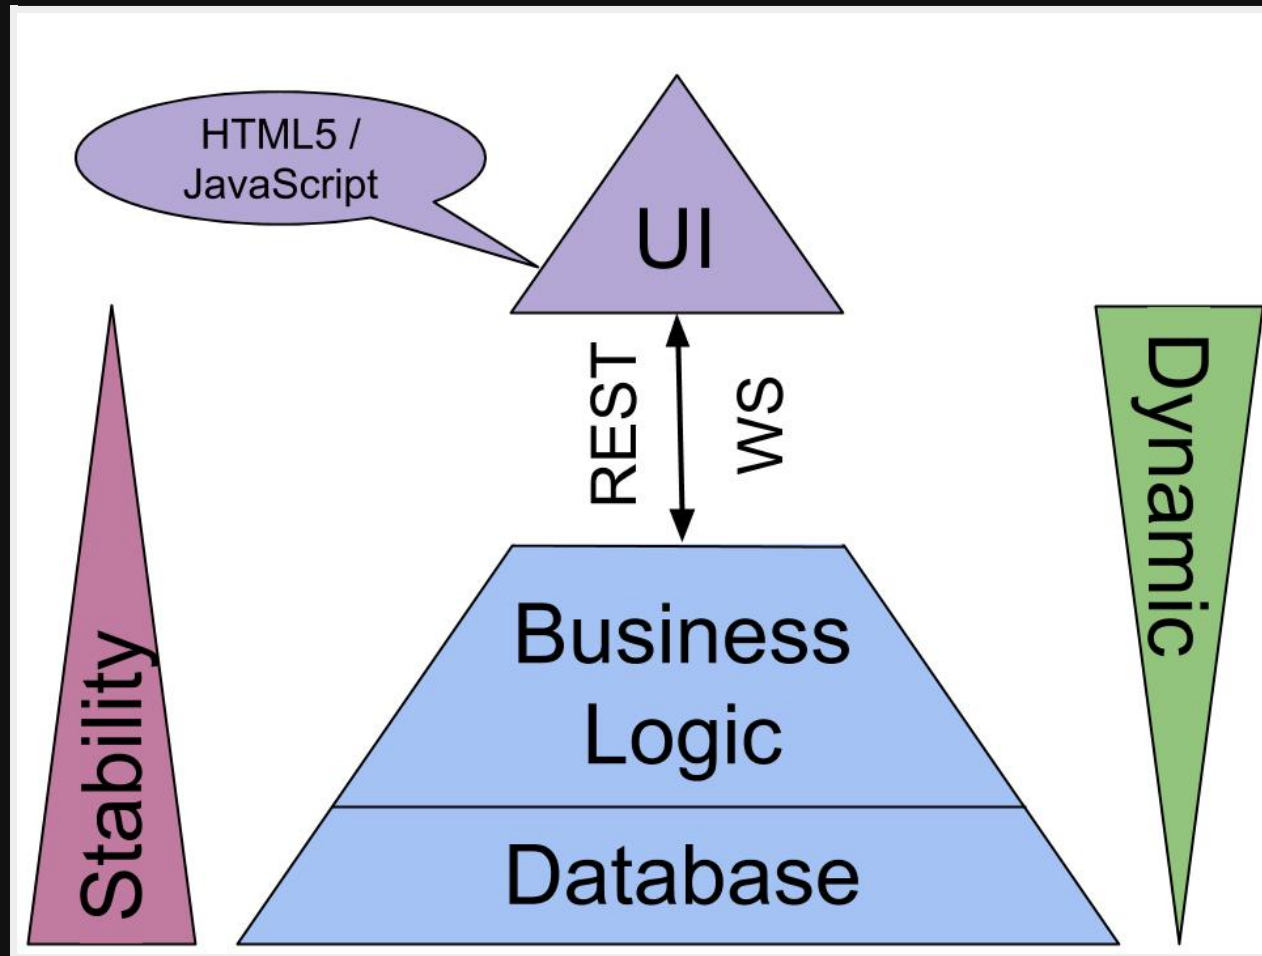 HTML5 /
JavaScript
UI
REST
WS
Dynamic
Stability
Business
Logic
Database